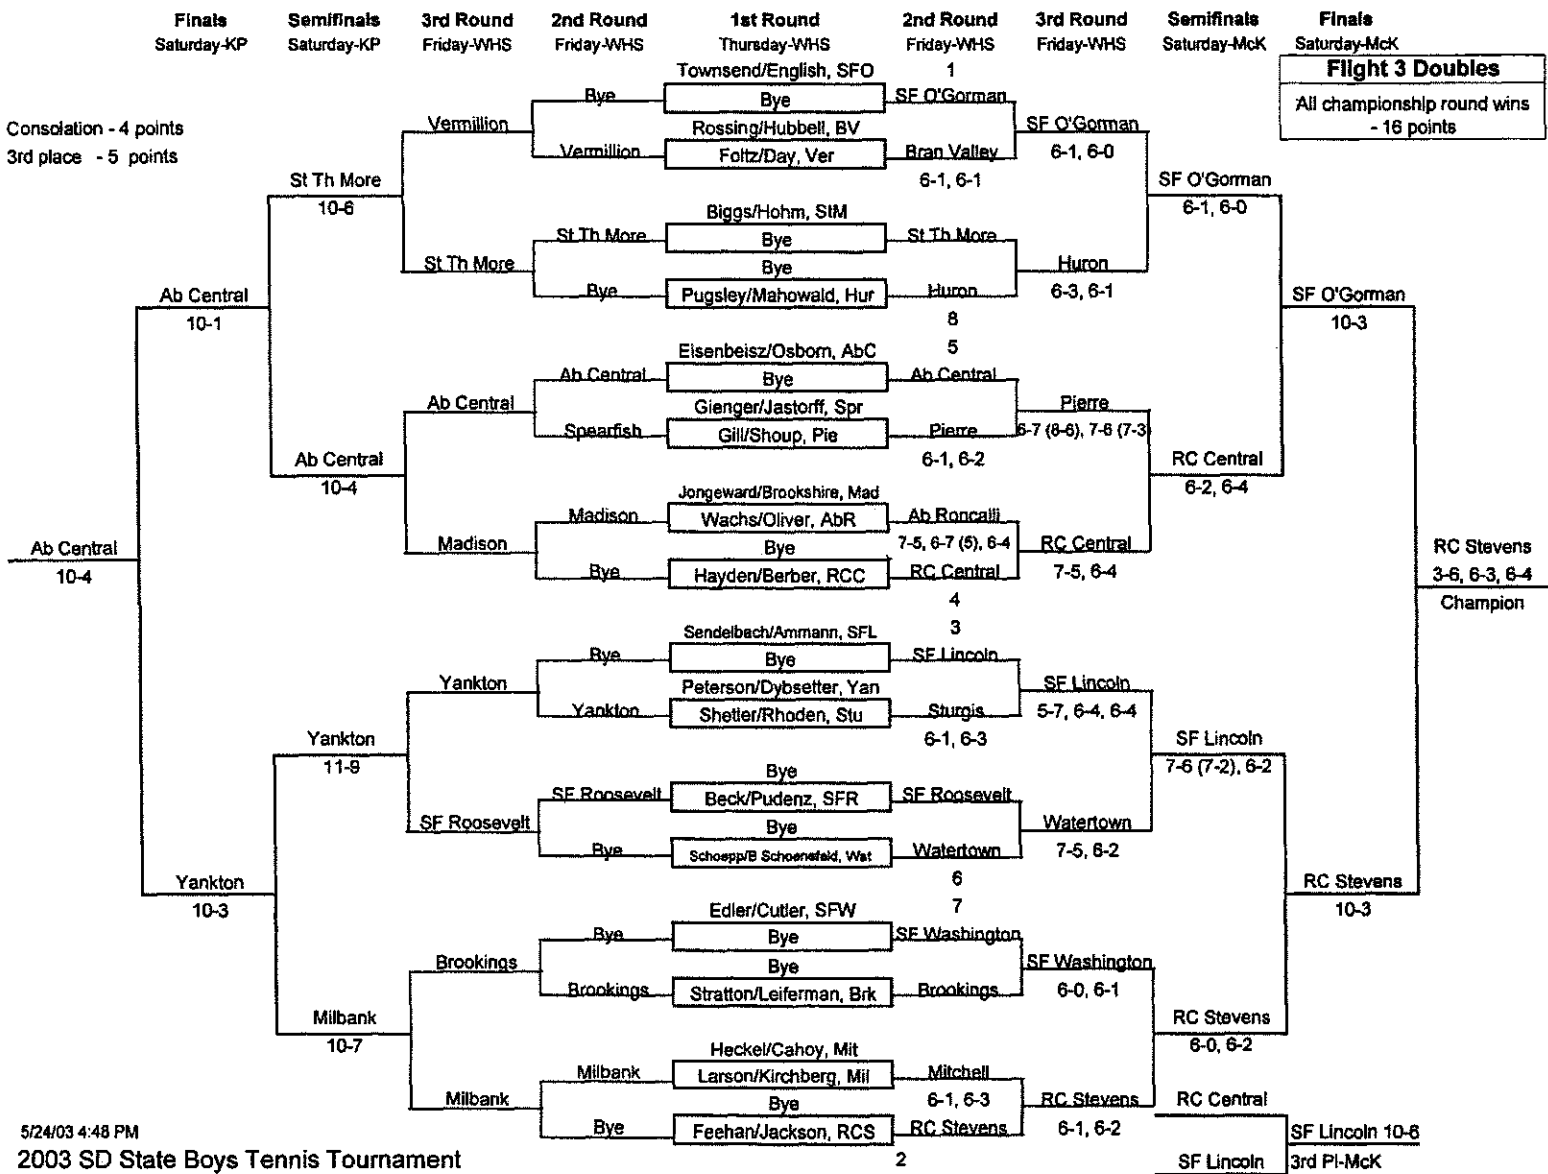 Finals Semifinals 3rd Round 2nd Round 1st Round 2nd Round 3rd Round Semifinals Finals
Saturday-KP Saturday-KP Friday-WHS Friday-WHS Thursday-WHS Friday-WHS Friday-WHS Saturday-McK Saturday-McK
Townsend/English, SFO 1
Flight 3 Doubles
Bye Bye SF O'Gorman
All championship round wins
- 16 points
Consolation - 4 points
3rd place - 5 points
Vermillion Rossing/Hubbell, BV SF O'Gorman
Vermillion Foltz/Day, Ver Bran Valley 6-1, 6-0
6-1, 6-1
St Th More SF O'Gorman
10-6 6-1, 6-0
Biggs/Hohm, StM
St Th More Bye St Th More
St Th More Bye Huron
Bye Pugsley/Mahowald, Hur Huron 6-3, 6-1
Ab Central SF O'Gorman
10-1 8 10-3
5
Eisenbeisz/Osborn, AbC
Ab Central Bye Ab Central
Ab Central Gienger/Jastorff, Spr Pierre
Spearfish Gill/Shoup, Pie Pierre 6-7 (8-6), 7-6 (7-3
6-1, 6-2
Ab Central RC Central
10-4 6-2, 6-4
Jongeward/Brookshire, Mad
Madison Wachs/Oliver, AbR Ab Roncalli
Madison Bye 7-5, 6-7 (5), 6-4 RC Central
Bye Hayden/Berber, RCC RC Central 7-5, 6-4
Ab Central RC Stevens
10-4 3-6, 6-3, 6-4
4 Champion
3
Sendelbach/Ammann, SFL
Bye Bye SF Lincoln
Yankton Peterson/Dybsetter, Yan SF Lincoln
Yankton Shetler/Rhoden, Stu Sturgis 5-7, 6-4, 6-4
6-1, 6-3
Yankton SF Lincoln
11-9 7-6 (7-2), 6-2
Bye
SF Roosevelt Beck/Pudenz, SFR SF Roosevelt
SF Roosevelt Bye Watertown
Bye Schoepp/B Schoenefeld, Wat Watertown 7-5, 6-2
6
Yankton RC Stevens
10-3 7 10-3
Edler/Cutler, SFW
Bye Bye SF Washington
Brookings Bye SF Washington
Brookings Stratton/Leiferman, Brk Brookings 6-0, 6-1
Milbank RC Stevens
10-7 6-0, 6-2
Heckel/Cahoy, Mit
Milbank Larson/Kirchberg, Mil Mitchell
6-1, 6-3
Milbank Bye RC Stevens RC Central
Bye Feehan/Jackson, RCS RC Stevens 6-1, 6-2
SF Lincoln 10-6
5/24/03 4:48 PM
2003 SD State Boys Tennis Tournament 2 SF Lincoln 3rd Pl-McK